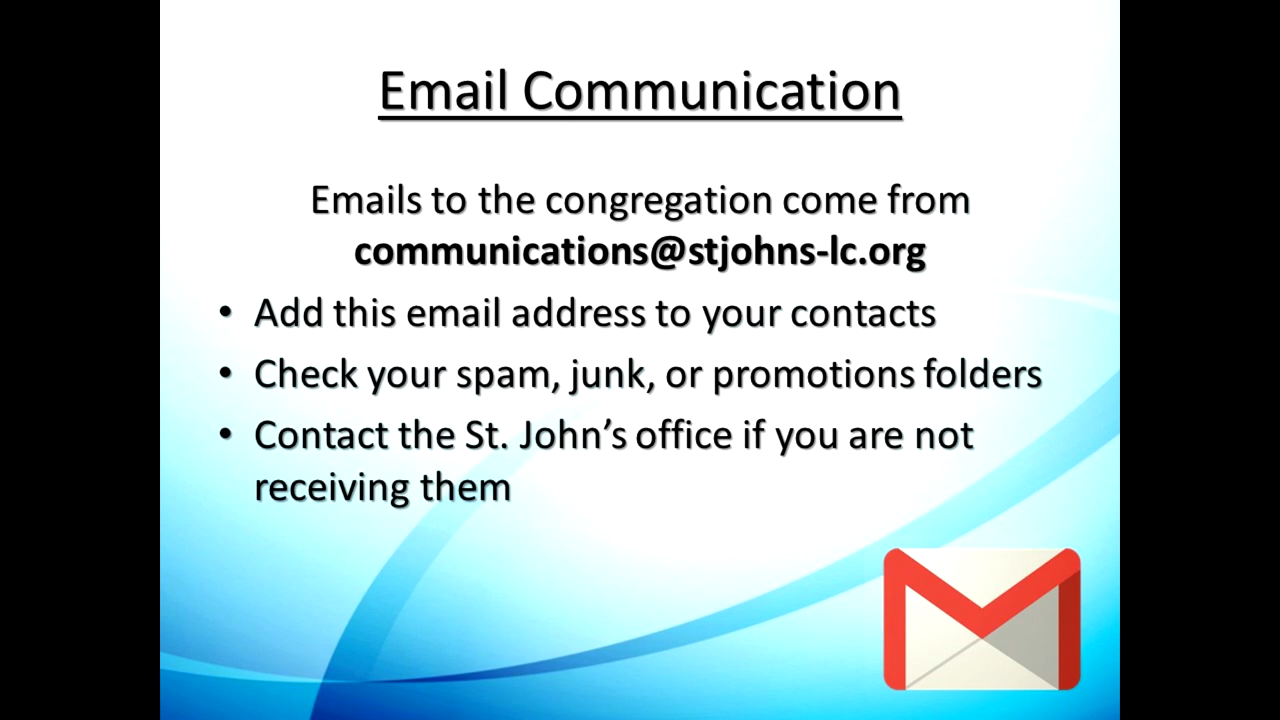 Email Communication
Emails to the congregation come from
communications@stjohns-lc.org
• Add this email address to your contacts
• Check your spam, junk, or promotions folders
• Contact the St. John’s office if you are not
receiving them